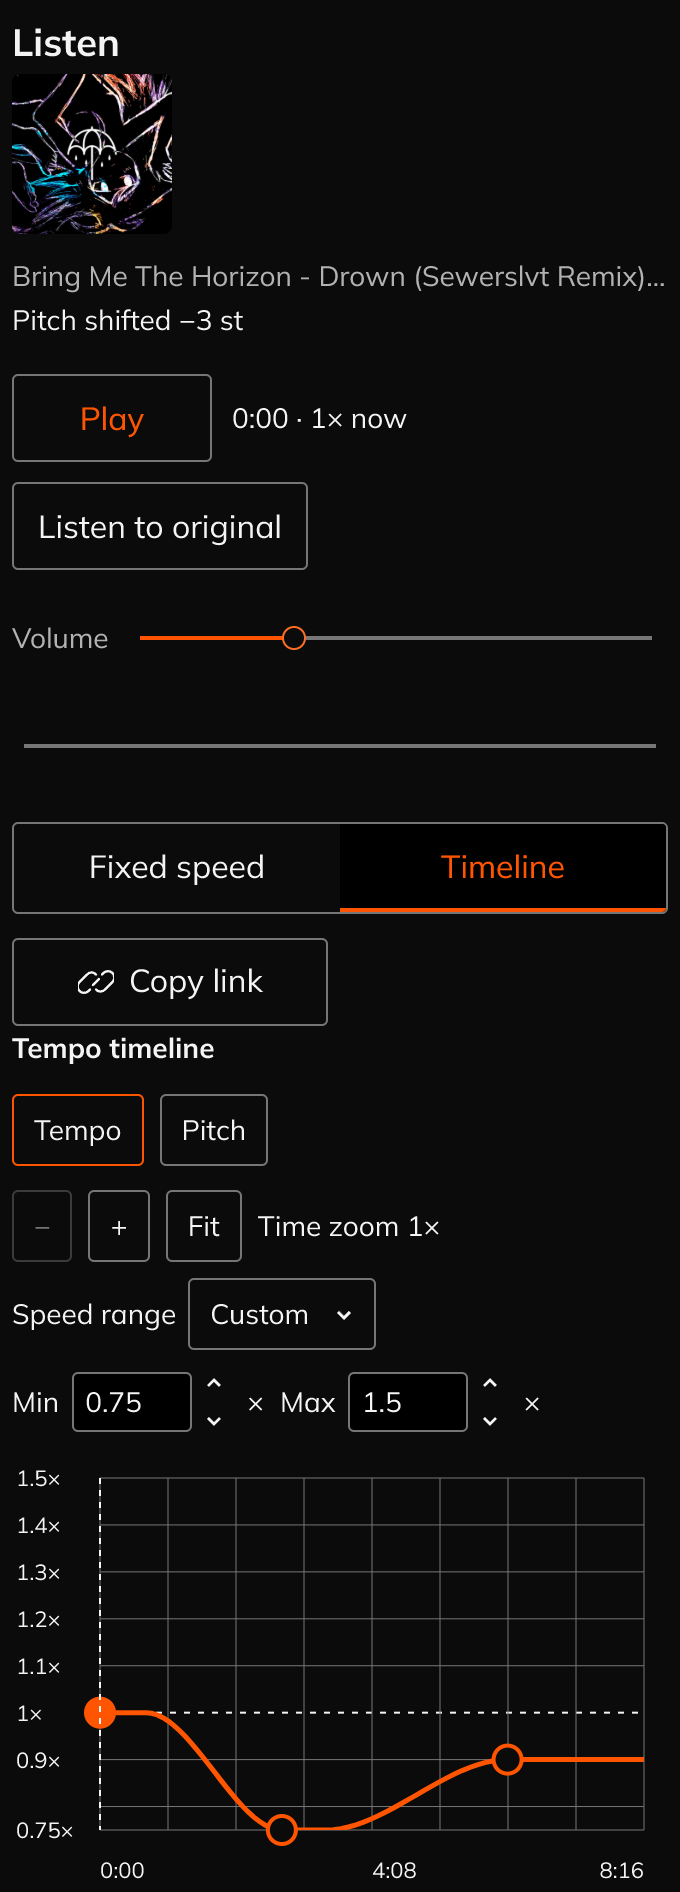 Listen
Bring Me The Horizon - Drown (Sewerslvt Remix)...
Pitch shifted −3 st
Play 0:00 · 1× now
Listen to original
Volume
Fixed speed Timeline
Copy link
Tempo timeline
Tempo Pitch
− + Fit Time zoom 1×
Speed range Custom
Min 0.75 × Max 1.5 ×
1.5×
1.4×
1.3×
1.2×
1.1×
1×
0.9×
0.75×
0:00 4:08 8:16